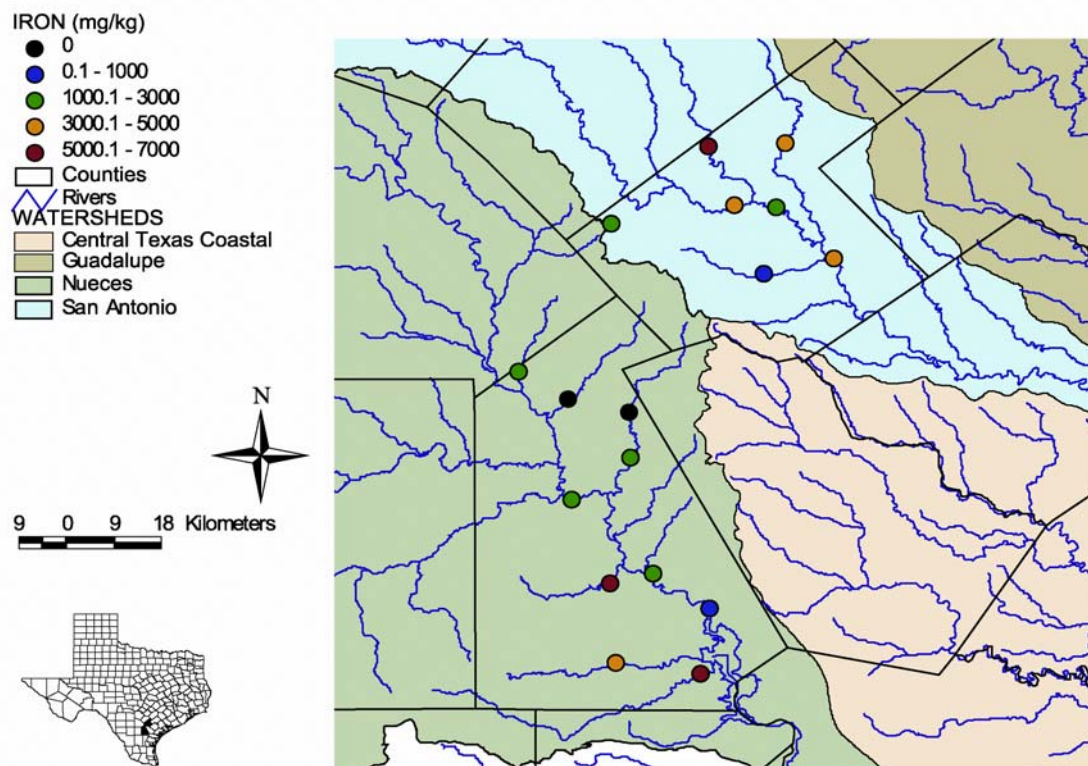 IRON (mg/kg)
0
0.1 - 1000
1000.1 - 3000
3000.1 - 5000
5000.1 - 7000
Counties
Rivers
WATERSHEDS
Central Texas Coastal
Guadalupe
Nueces
San Antonio
N
9 0 9 18 Kilometers